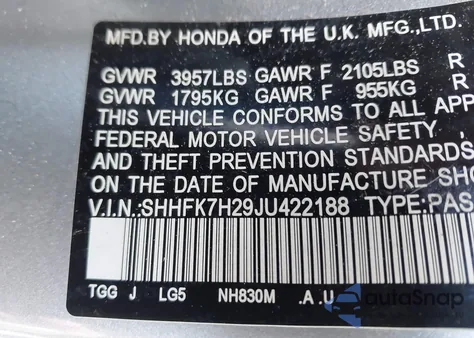 MFD.BY HONDA OF THE U.K. MFG.,LTD.
GVWR 3957LBS GAWR F 2105LBS R
GVWR 1795KG GAWR F 955KG R
THIS VEHICLE CONFORMS TO ALL APP
FEDERAL MOTOR VEHICLE SAFETY,
AND THEFT PREVENTION STANDARDS
ON THE DATE OF MANUFACTURE SHO
V.I.N.:SHHFK7H29JU422188 TYPE:PAS
TGG J LG5 NH830M .A .U
autoSnap